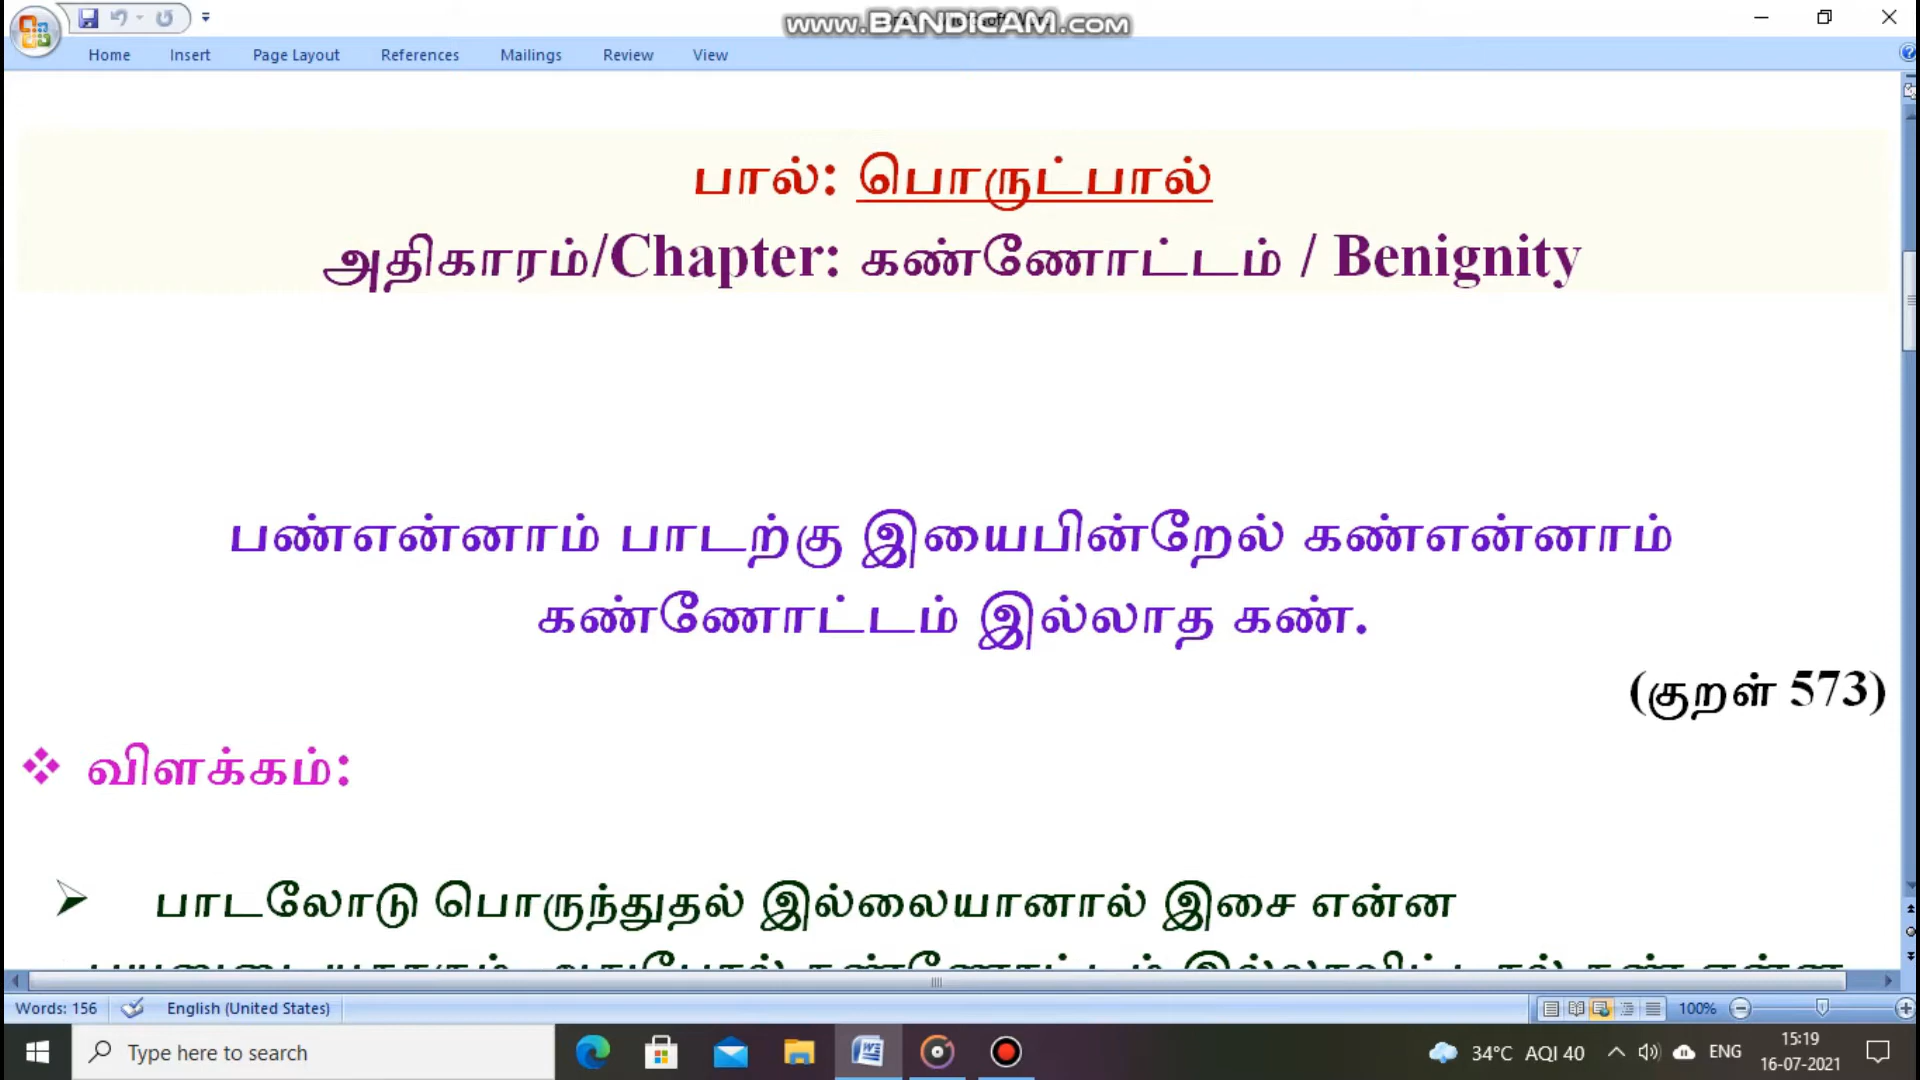 www.BANDICAM.com
Home Insert Page Layout References Mailings Review View
பால்: பொருட்பால்
அதிகாரம்/Chapter: கண்ணோட்டம் / Benignity
பண்என்னாம் பாடற்கு இயைபின்றேல் கண்என்னாம்
கண்ணோட்டம் இல்லாத கண்.
(குறள் 573)
விளக்கம்:
பாடலோடு பொருந்துதல் இல்லையானால் இசை என்ன
Words: 156 English (United States) 100%
Type here to search 34°C AQI 40 ENG 15:19
16-07-2021